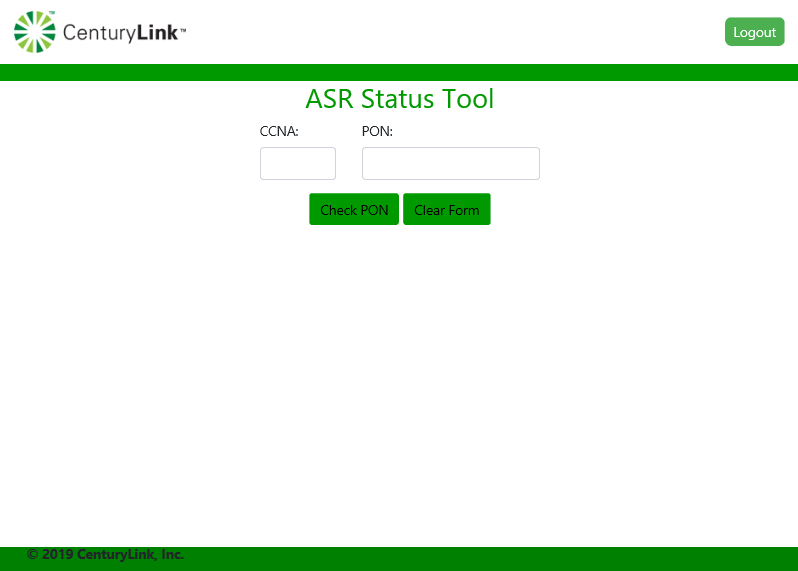 CenturyLink™
Logout
ASR Status Tool
CCNA: PON:
Check PON Clear Form
© 2019 CenturyLink, Inc.